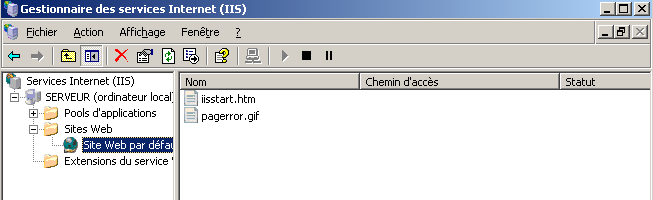 Gestionnaire des services Internet (IIS)
Fichier Action Affichage Fenêtre ?
Services Internet (IIS)
SERVEUR (ordinateur local)
Pools d'applications
Sites Web
Site Web par défau
Extensions du service
Nom Chemin d'accès Statut
iisstart.htm
pagerror.gif